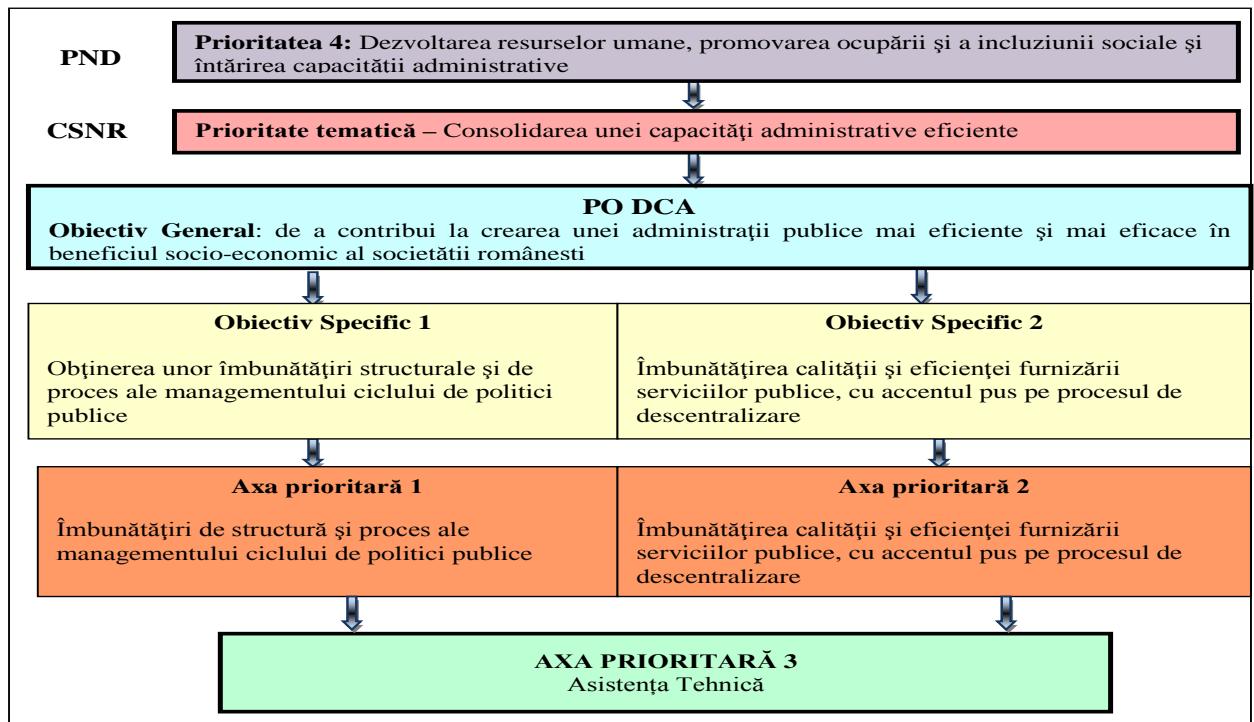 PND
Prioritatea 4: Dezvoltarea resurselor umane, promovarea ocupării şi a incluziunii sociale şi
întărirea capacităţii administrative
CSNR
Prioritate tematică – Consolidarea unei capacităţi administrative eficiente
PO DCA
Obiectiv General: de a contribui la crearea unei administraţii publice mai eficiente şi mai eficace în
beneficiul socio-economic al societăţii româneşti
Obiectiv Specific 1
Obţinerea unor îmbunătăţiri structurale şi de
proces ale managementului ciclului de politici
publice
Obiectiv Specific 2
Îmbunătăţirea calităţii şi eficienţei furnizării
serviciilor publice, cu accentul pus pe procesul de
descentralizare
Axa prioritară 1
Îmbunătăţiri de structură şi proces ale
managementului ciclului de politici publice
Axa prioritară 2
Îmbunătăţirea calităţii şi eficienţei furnizării
serviciilor publice, cu accentul pus pe procesul de
descentralizare
AXA PRIORITARĂ 3
Asistenţa Tehnică